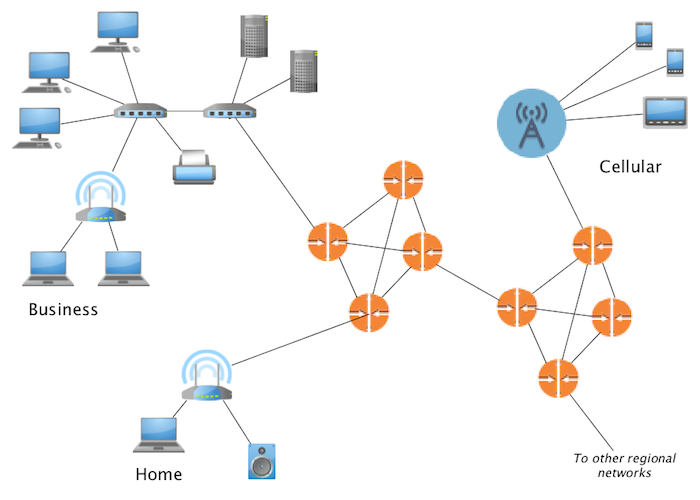 Cellular
Business
To other regional
networks
Home